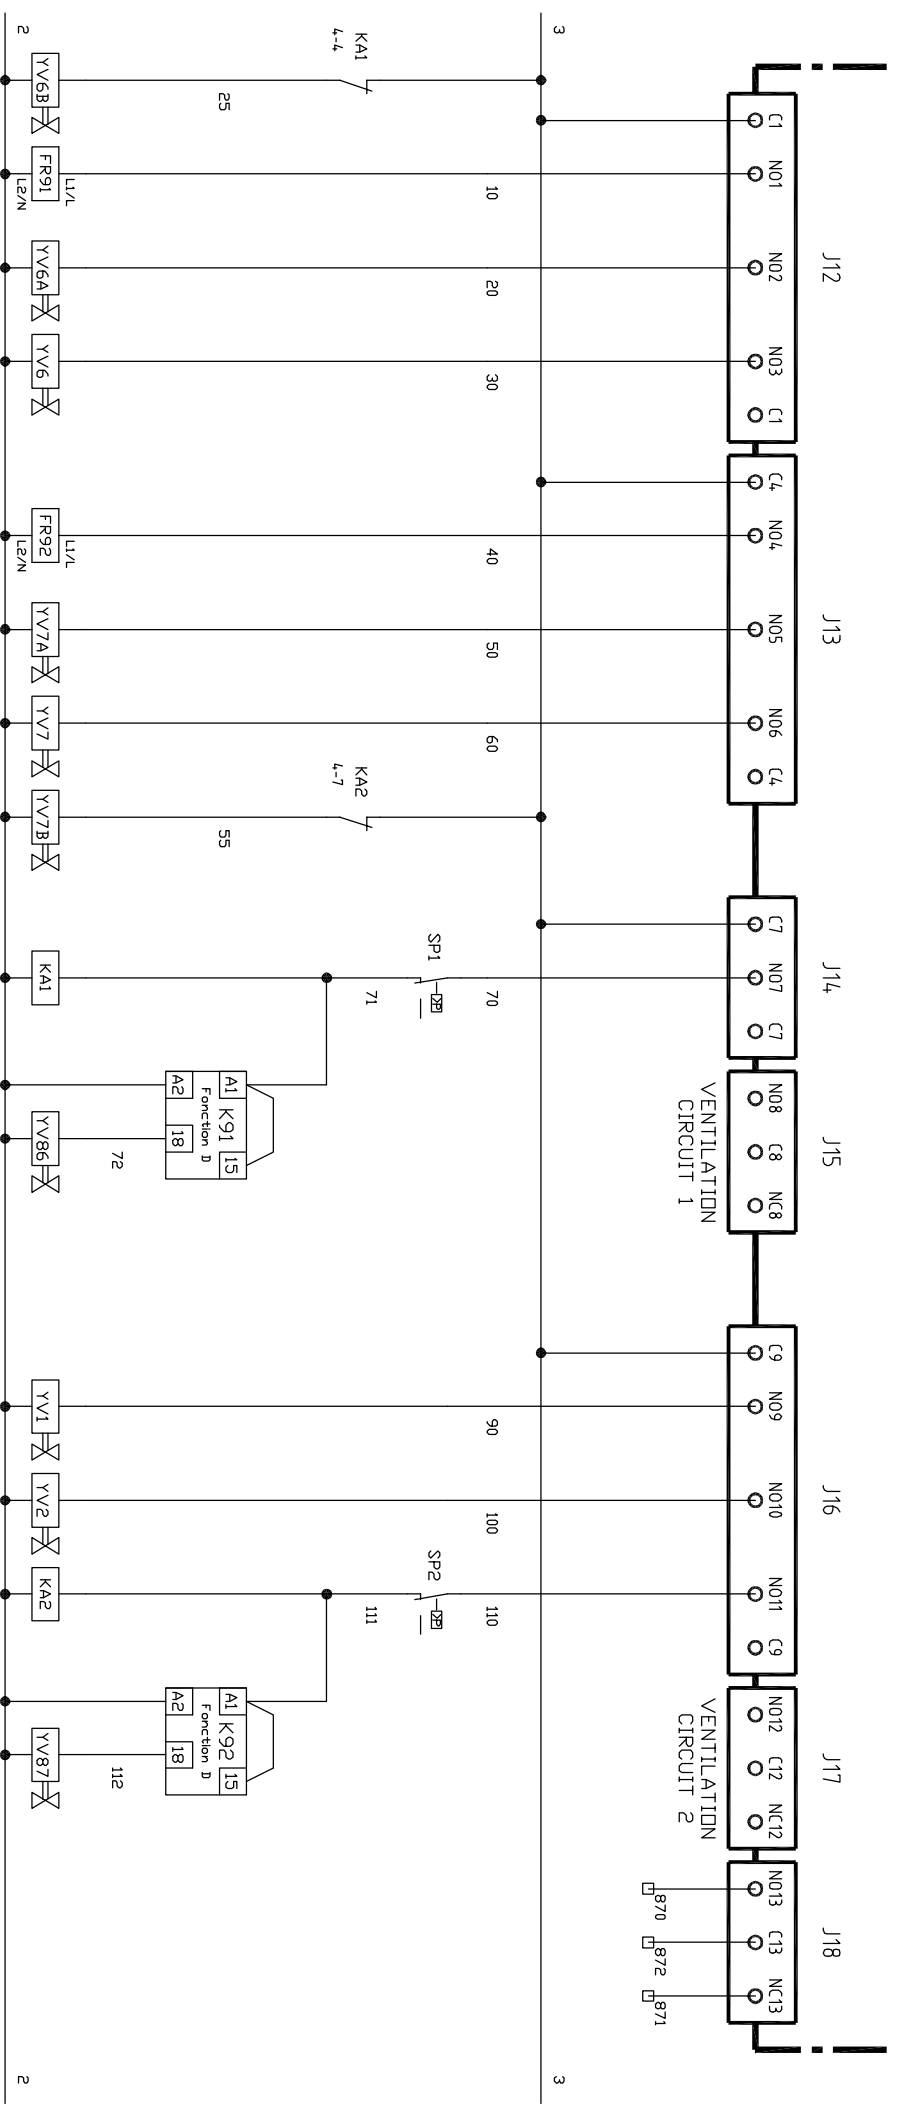 J12
J13
J14
J15
J16
J17
J18
C1
NO1
NO2
NO3
C1
C4
NO4
NO5
NO6
C4
C7
NO7
C7
NO8
C8
NC8
C9
NO9
NO10
NO11
C9
NO12
C12
NC12
NO13
C13
NC13
VENTILATION
CIRCUIT 1
VENTILATION
CIRCUIT 2
870
872
871
3
3
10
20
30
40
50
60
70
90
100
110
SP1
SP2
KA1
4-4
KA2
4-7
71
111
25
55
A1
K91
15
Fonction D
A2
18
A1
K92
15
Fonction D
A2
18
72
112
L1/L
L1/L
YV6B
FR91
YV6A
YV6
FR92
YV7A
YV7
YV7B
KA1
YV86
YV1
YV2
KA2
YV87
L2/N
L2/N
2
2